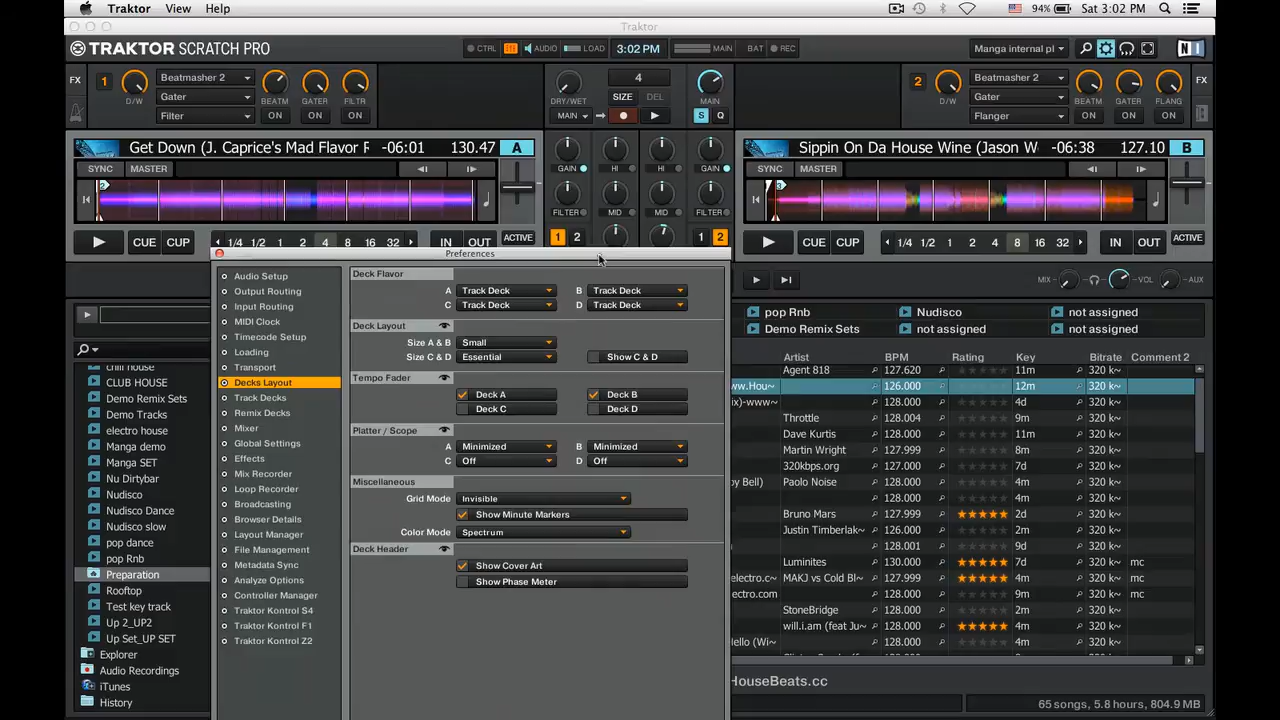 Traktor View Help 94% Sat 3:02 PM
Traktor
TRAKTOR SCRATCH PRO CTRL AUDIO LOAD 3:02 PM MAIN BAT REC Manga internal pl
FX 1 Beatmasher 2 4 2 Beatmasher 2 FX
Gater SIZE DEL Gater
D/W BEATM GATER FILTR DRY/WET MAIN D/W BEATM GATER FLANG
Filter ON ON ON MAIN S Q Flanger ON ON ON
Get Down (J. Caprice's Mad Flavor R -06:01 130.47 A Sippin On Da House Wine (Jason W -06:38 127.10 B
SYNC MASTER GAIN HI HI GAIN SYNC MASTER
2 3
FILTER MID MID FILTER
CUE CUP 1/4 1/2 1 2 4 8 16 32 IN OUT ACTIVE 1 2 1 2 CUE CUP 1/4 1/2 1 2 4 8 16 32 IN OUT ACTIVE
Preferences
MIX VOL AUX
Audio Setup
Output Routing
Input Routing
MIDI Clock
Timecode Setup
Loading
Transport
Decks Layout
Track Decks
Remix Decks
Mixer
Global Settings
Effects
Mix Recorder
Loop Recorder
Broadcasting
Browser Details
Layout Manager
File Management
Metadata Sync
Analyze Options
Controller Manager
Traktor Kontrol S4
Traktor Kontrol F1
Traktor Kontrol Z2
Deck Flavor
A Track Deck B Track Deck
C Track Deck D Track Deck
Deck Layout
Size A & B Small
Size C & D Essential Show C & D
Tempo Fader
Deck A Deck B
Deck C Deck D
Platter / Scope
A Minimized B Minimized
C Off D Off
Miscellaneous
Grid Mode Invisible
Show Minute Markers
Color Mode Spectrum
Deck Header
Show Cover Art
Show Phase Meter
chill house
CLUB HOUSE
Demo Remix Sets
Demo Tracks
electro house
Manga demo
Manga SET
Nu Dirtybar
Nudisco
Nudisco Dance
Nudisco slow
pop dance
pop Rnb
Preparation
Rooftop
Test key track
Up 2_UP2
Up Set_UP SET
Explorer
Audio Recordings
iTunes
History
pop Rnb Nudisco not assigned
Demo Remix Sets not assigned not assigned
Artist BPM Rating Key Bitrate Comment 2
Agent 818 127.620 11m 320 k~
ww.Hou~ 126.000 12m 320 k~
ix)-www~ 128.000 4d 320 k~
Throttle 128.004 9m 320 k~
Dave Kurtis 128.000 11m 320 k~
Martin Wright 128.000 8m 320 k~
320kbps.org 127.999 7d 320 k~
by Bell) Paolo Noise 128.000 4m 320 k~
128.000 4m 320 k~
Bruno Mars 127.999 2d 320 k~
Justin Timberlak~ 126.000 4m 320 k~
128.001 9d 320 k~
Luminites 130.000 7d 320 k~ mc
electro.c~ MAKJ vs Cold Bl~ 127.999 4m 320 k~ mc
ectro.com 128.000 4m 320 k~ mc
StoneBridge 128.000 2m 320 k~
will.i.am (feat Ju~ 128.000 4m 320 k~
Hello (Wi~ 128.000 4m 320 k~
HouseBeats.cc
65 songs, 5.8 hours, 804.9 MB